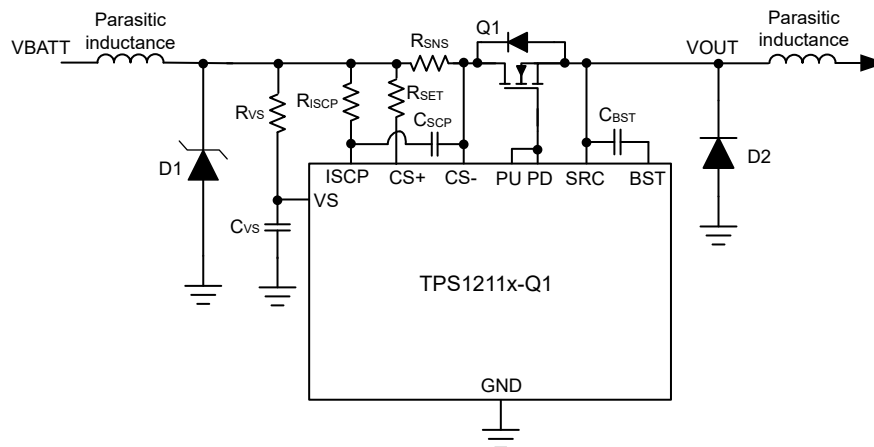 Parasitic
inductance
VBATT
RSNS
Q1
VOUT
Parasitic
inductance
RVS
RISCP
RSET
CSCP
CBST
D1
D2
ISCP
CS+
CS-
PU
PD
SRC
BST
VS
CVS
TPS1211x-Q1
GND